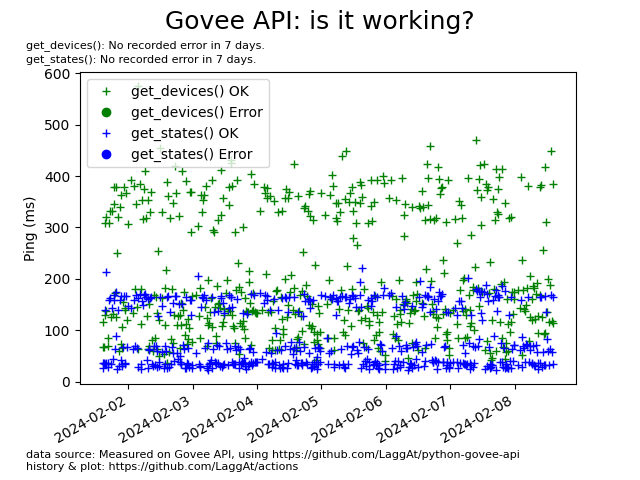 Govee API: is it working?
get_devices(): No recorded error in 7 days.
get_states(): No recorded error in 7 days.
600
500
400
300
200
100
0
Ping (ms)
get_devices() OK
get_devices() Error
get_states() OK
get_states() Error
2024-02-02
2024-02-03
2024-02-04
2024-02-05
2024-02-06
2024-02-07
2024-02-08
data source: Measured on Govee API, using https://github.com/LaggAt/python-govee-api
history & plot: https://github.com/LaggAt/actions